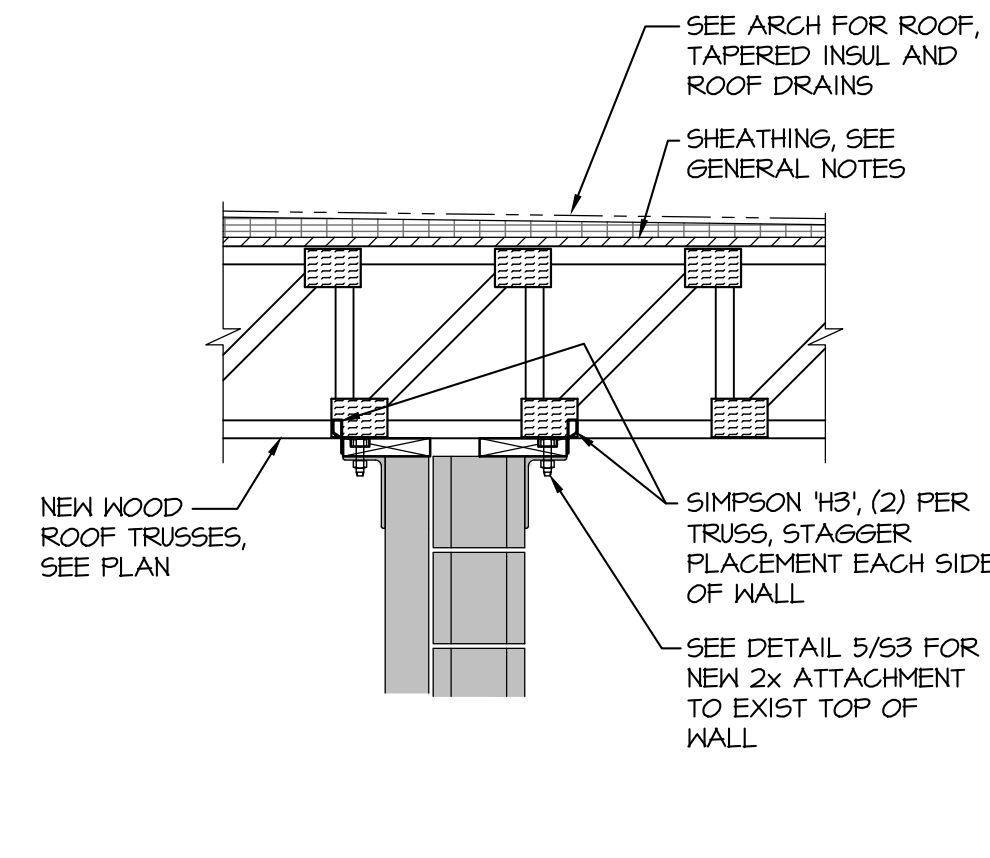 SEE ARCH FOR ROOF,
TAPERED INSUL AND
ROOF DRAINS
SHEATHING, SEE
GENERAL NOTES
NEW WOOD
ROOF TRUSSES,
SEE PLAN
SIMPSON 'H3', (2) PER
TRUSS, STAGGER
PLACEMENT EACH SIDE
OF WALL
SEE DETAIL 5/S3 FOR
NEW 2x ATTACHMENT
TO EXIST TOP OF
WALL